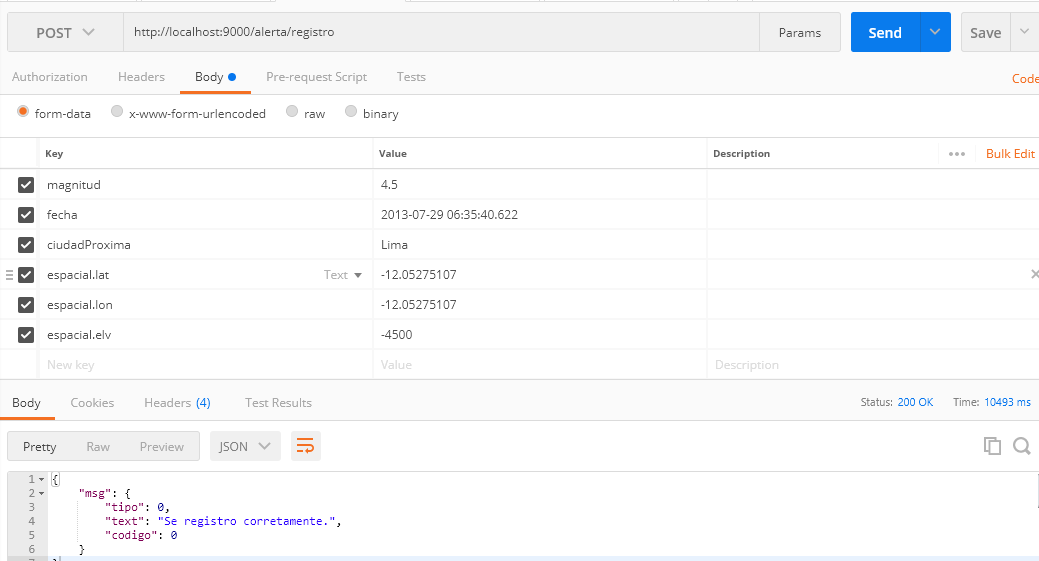 POST http://localhost:9000/alerta/registro Params Send Save
Authorization Headers Body Pre-request Script Tests Code
form-data x-www-form-urlencoded raw binary
Key Value Description ••• Bulk Edit
magnitud 4.5
fecha 2013-07-29 06:35:40.622
ciudadProxima Lima
espacial.lat Text -12.05275107
espacial.lon -12.05275107
espacial.elv -4500
New key Value Description
Body Cookies Headers (4) Test Results Status: 200 OK Time: 10493 ms
Pretty Raw Preview JSON
1 {
2 "msg": {
3 "tipo": 0,
4 "text": "Se registro corretamente.",
5 "codigo": 0
6 }
7 }